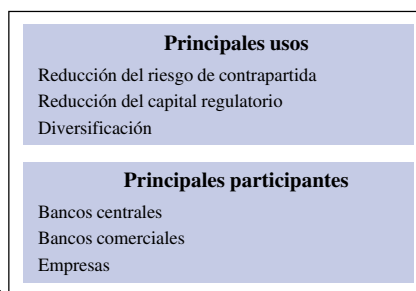 Principales usos
Reducción del riesgo de contrapartida
Reducción del capital regulatorio
Diversificación
Principales participantes
Bancos centrales
Bancos comerciales
Empresas